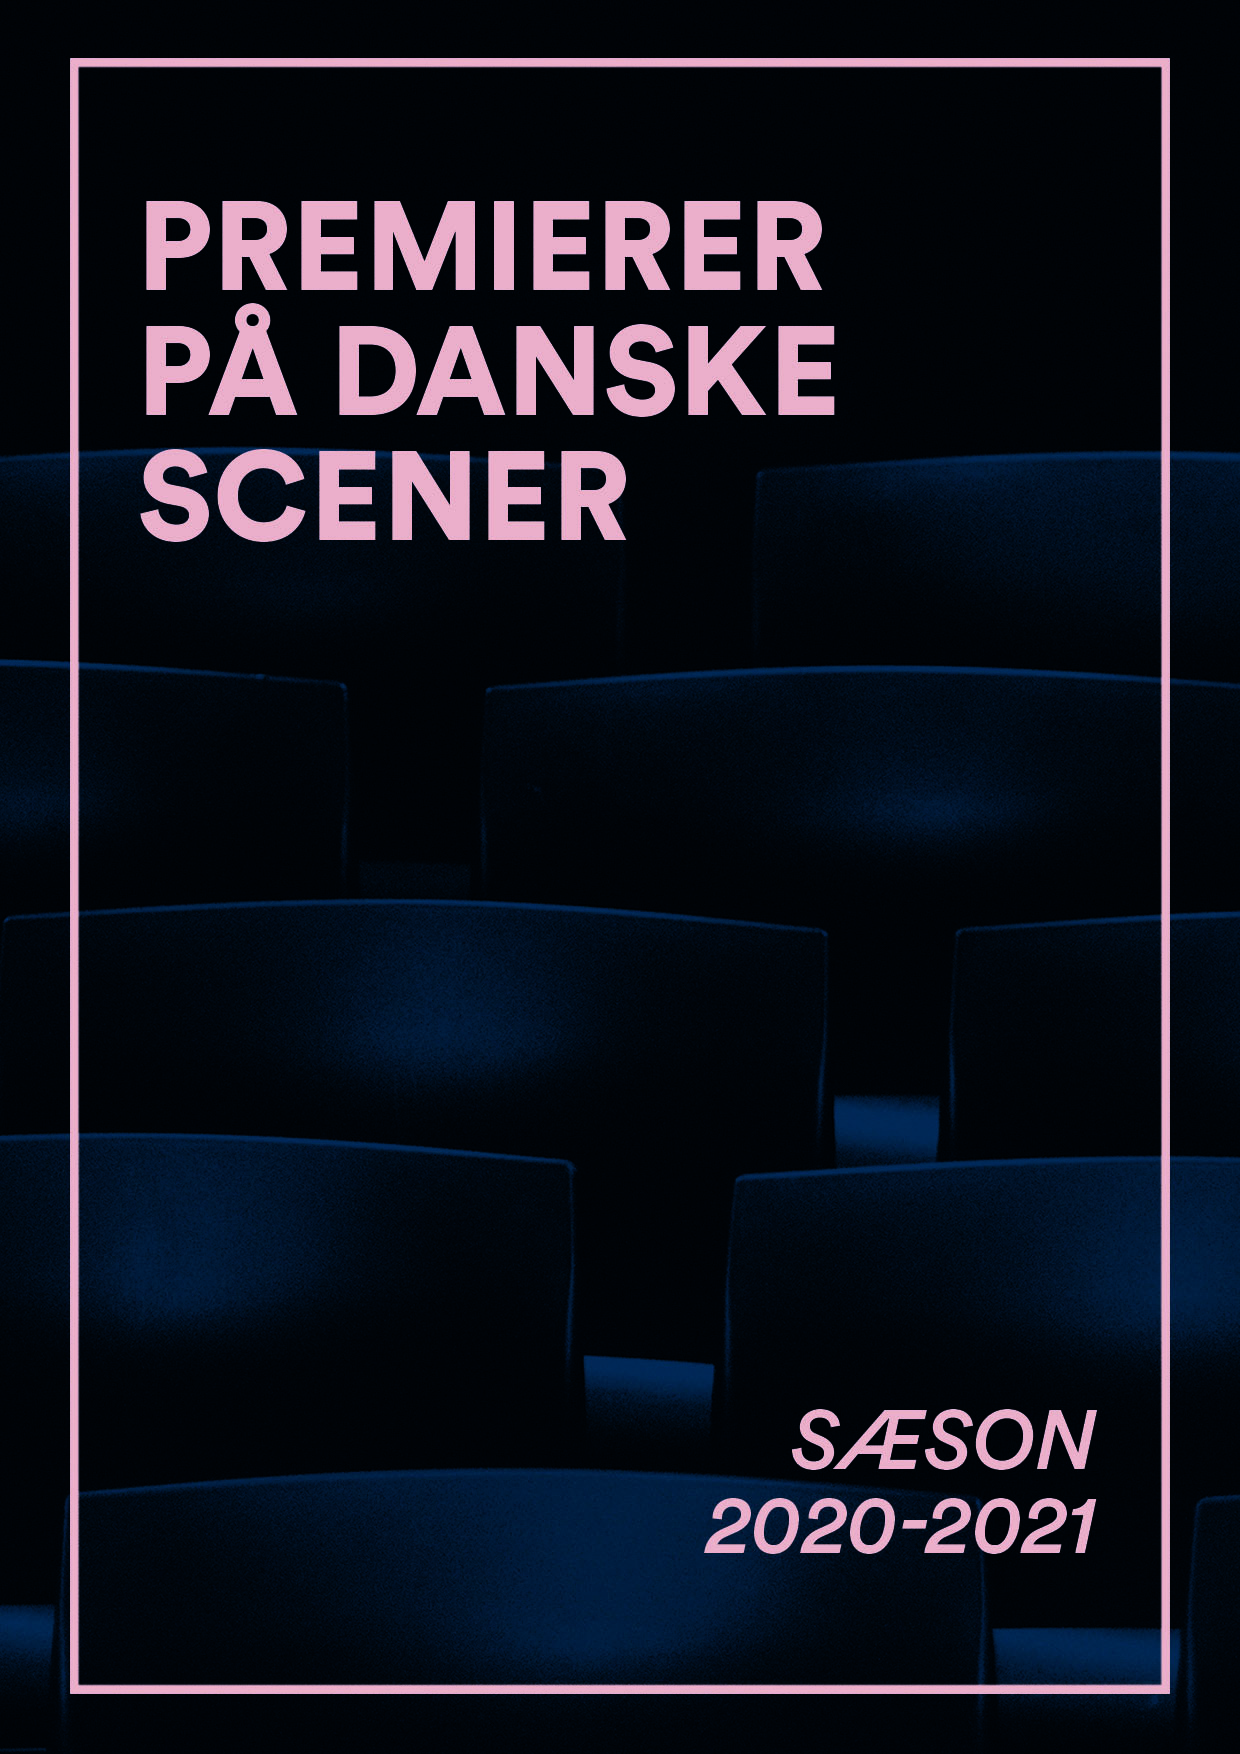 PREMIERER
PÅ DANSKE
SCENER
SÆSON
2020-2021